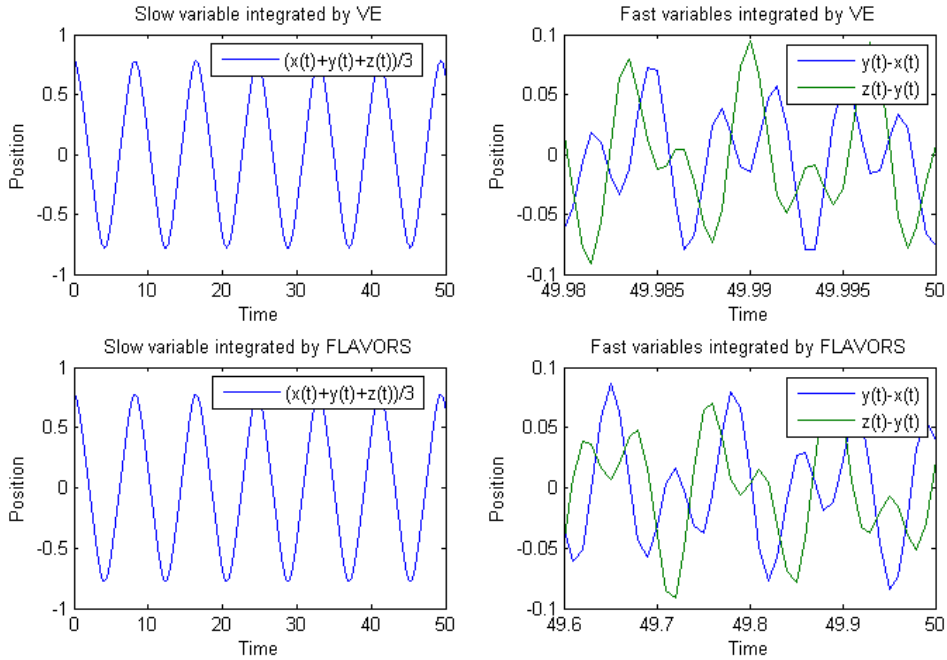 Slow variable integrated by VE
(x(t)+y(t)+z(t))/3
Position
1
0.5
0
-0.5
-1
0 10 20 30 40 50
Time
Fast variables integrated by VE
y(t)-x(t)
z(t)-y(t)
Position
0.1
0.05
0
-0.05
-0.1
49.98 49.985 49.99 49.995 50
Time
Slow variable integrated by FLAVORS
(x(t)+y(t)+z(t))/3
Position
1
0.5
0
-0.5
-1
0 10 20 30 40 50
Time
Fast variables integrated by FLAVORS
y(t)-x(t)
z(t)-y(t)
Position
0.1
0.05
0
-0.05
-0.1
49.6 49.7 49.8 49.9 50
Time